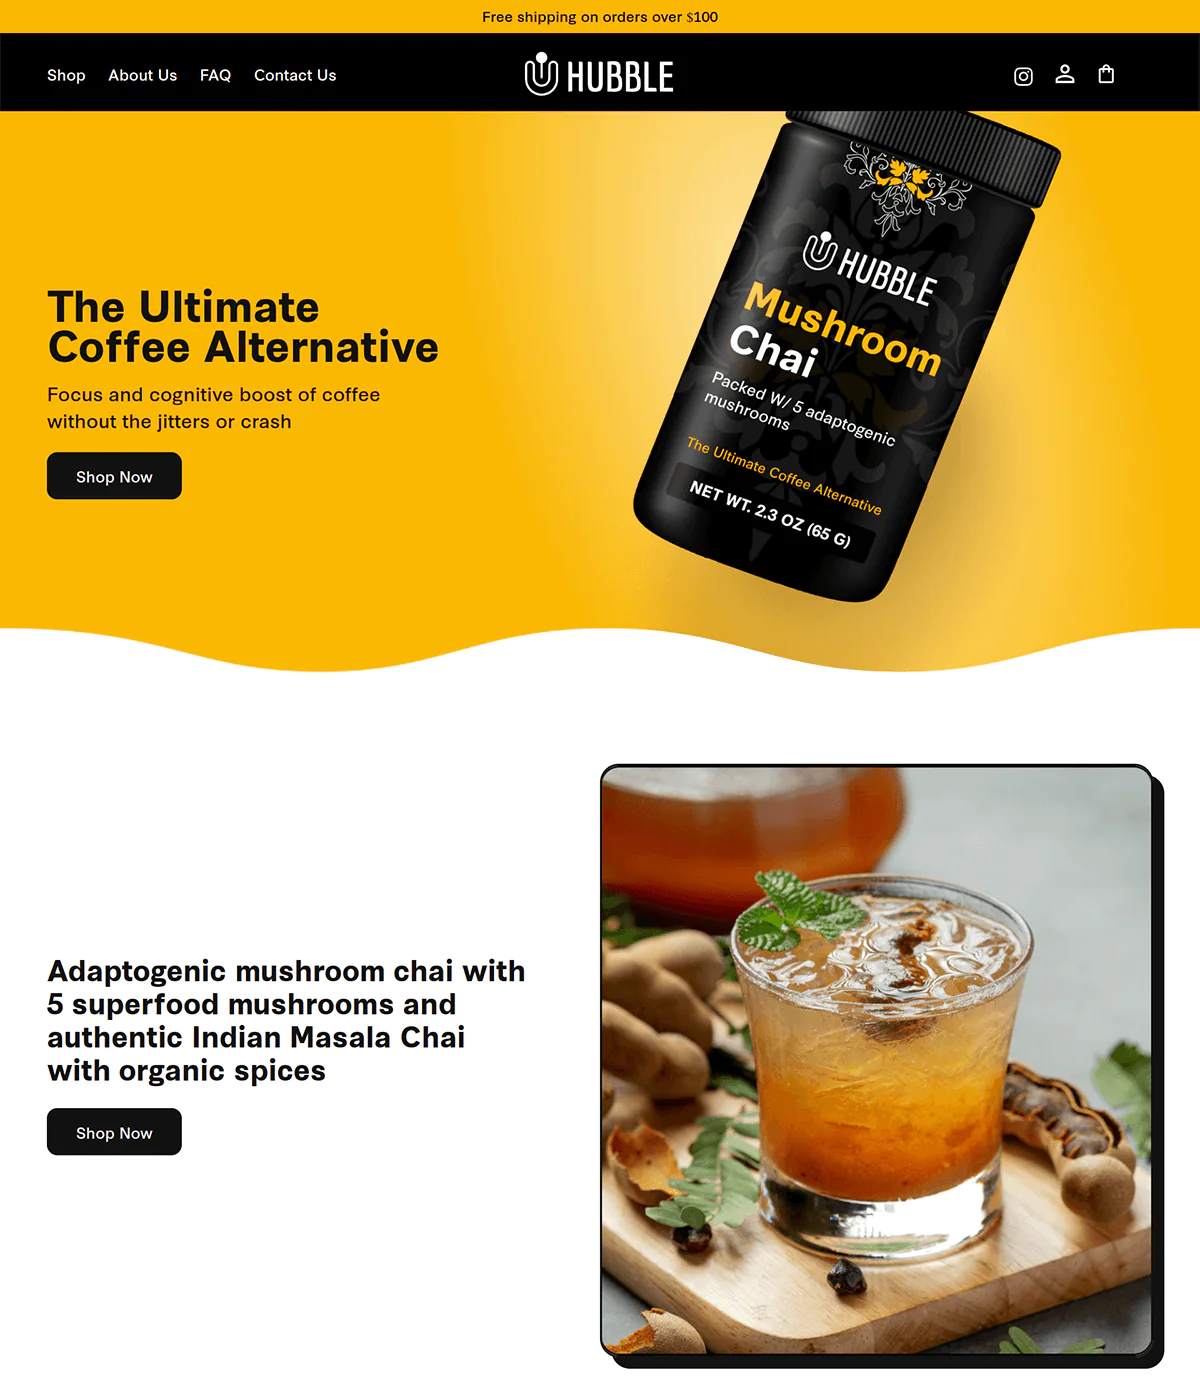 Free shipping on orders over $100
Shop About Us FAQ Contact Us
HUBBLE
HUBBLE
Mushroom
Chai
Packed W/ 5 adaptogenic
mushrooms
The Ultimate Coffee Alternative
NET WT. 2.3 OZ (65 G)
The Ultimate
Coffee Alternative
Focus and cognitive boost of coffee
without the jitters or crash
Shop Now
Adaptogenic mushroom chai with
5 superfood mushrooms and
authentic Indian Masala Chai
with organic spices
Shop Now